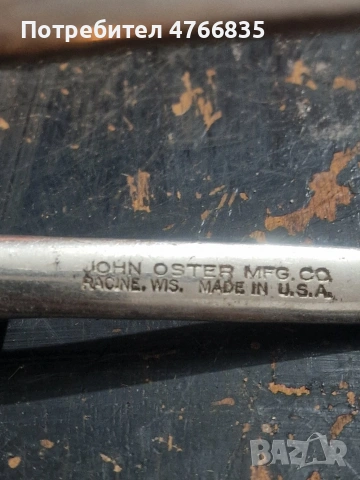 Потребител 4766835
JOHN OSTER MFG. CO.
RACINE, WIS. MADE IN U.S.A.
BAZAR